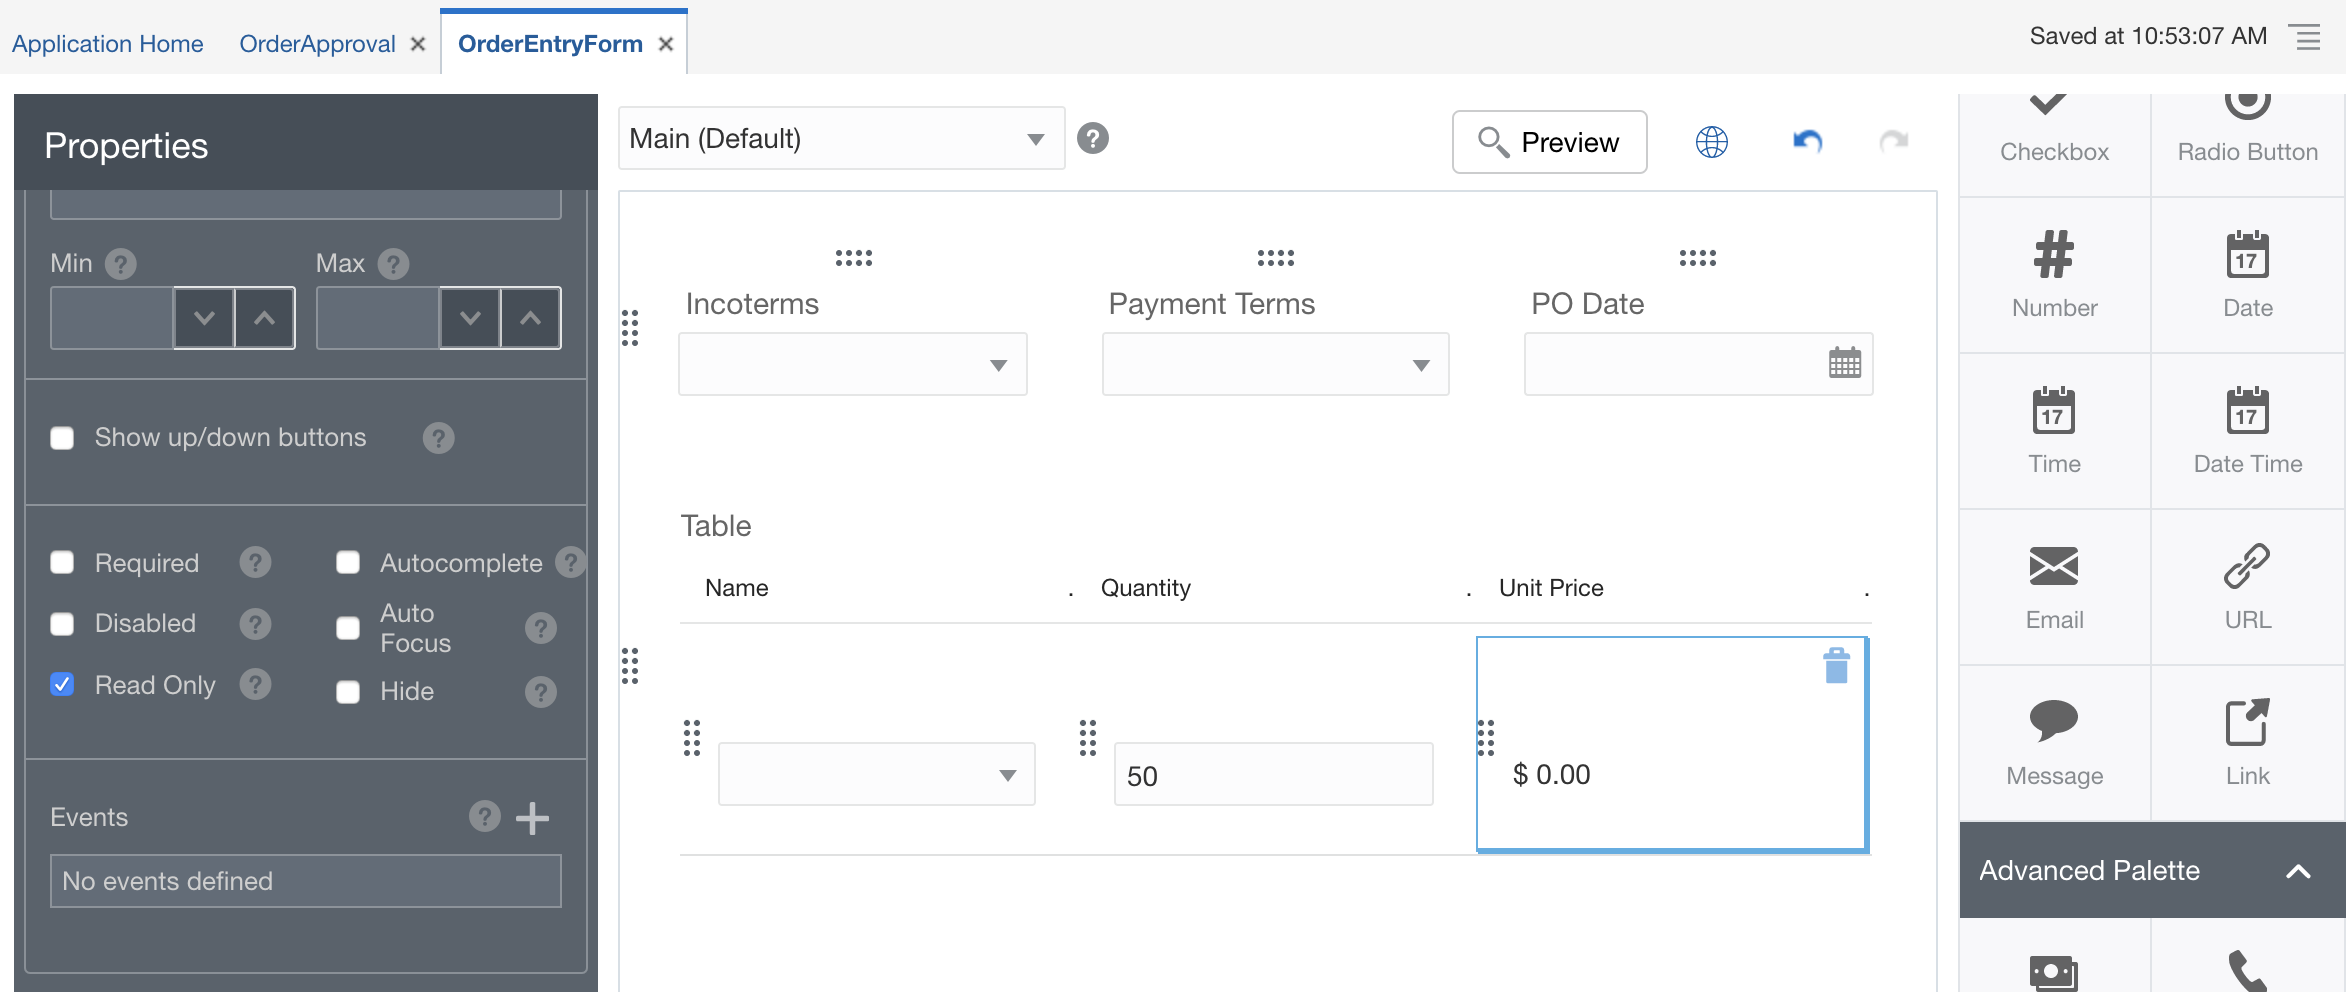 Application Home
OrderApproval
OrderEntryForm
Saved at 10:53:07 AM
Properties
Min ?
Max ?
Show up/down buttons ?
Required ?
Autocomplete ?
Disabled ?
Auto
Focus ?
Read Only ?
Hide ?
Events ?
No events defined
Main (Default) ?
Preview
Incoterms
Payment Terms
PO Date
Table
Name .
Quantity .
Unit Price .
50
$ 0.00
Checkbox
Radio Button
Number
17
Date
17
Time
17
Date Time
Email
URL
Message
Link
Advanced Palette